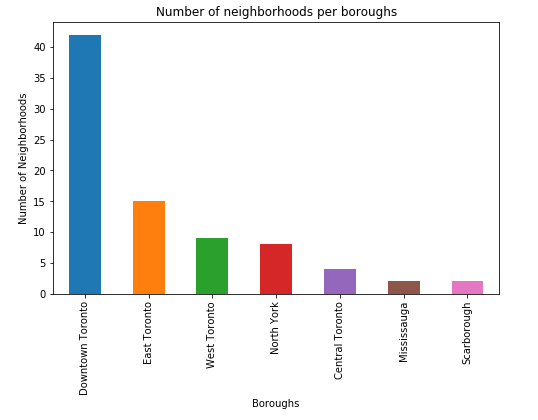 Number of neighborhoods per boroughs
Number of Neighborhoods
40
35
30
25
20
15
10
5
0
Downtown Toronto
East Toronto
West Toronto
North York
Central Toronto
Mississauga
Scarborough
Boroughs